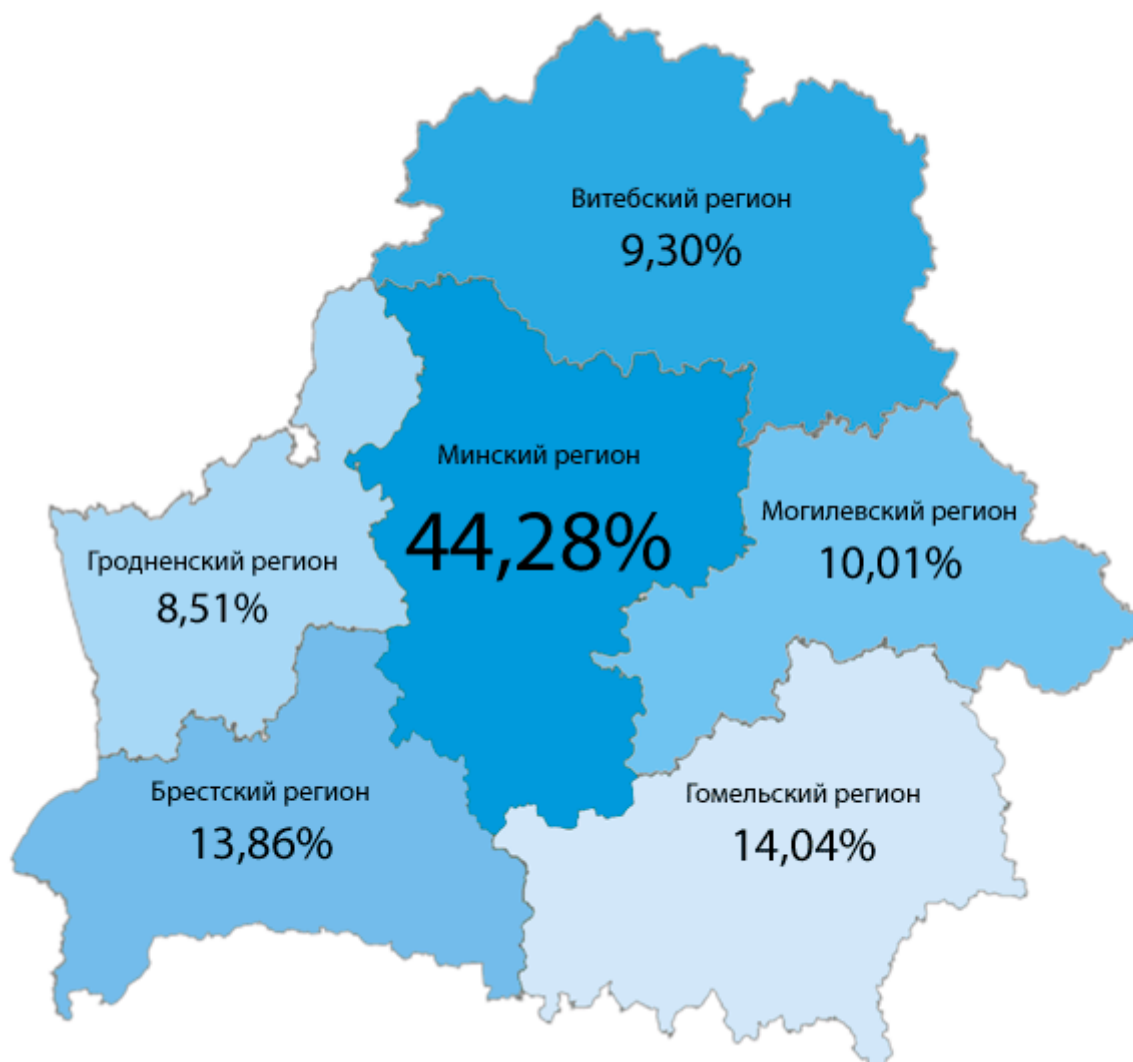 Витебский регион
9,30%
Минский регион
44,28%
Могилевский регион
10,01%
Гродненский регион
8,51%
Брестский регион
13,86%
Гомельский регион
14,04%